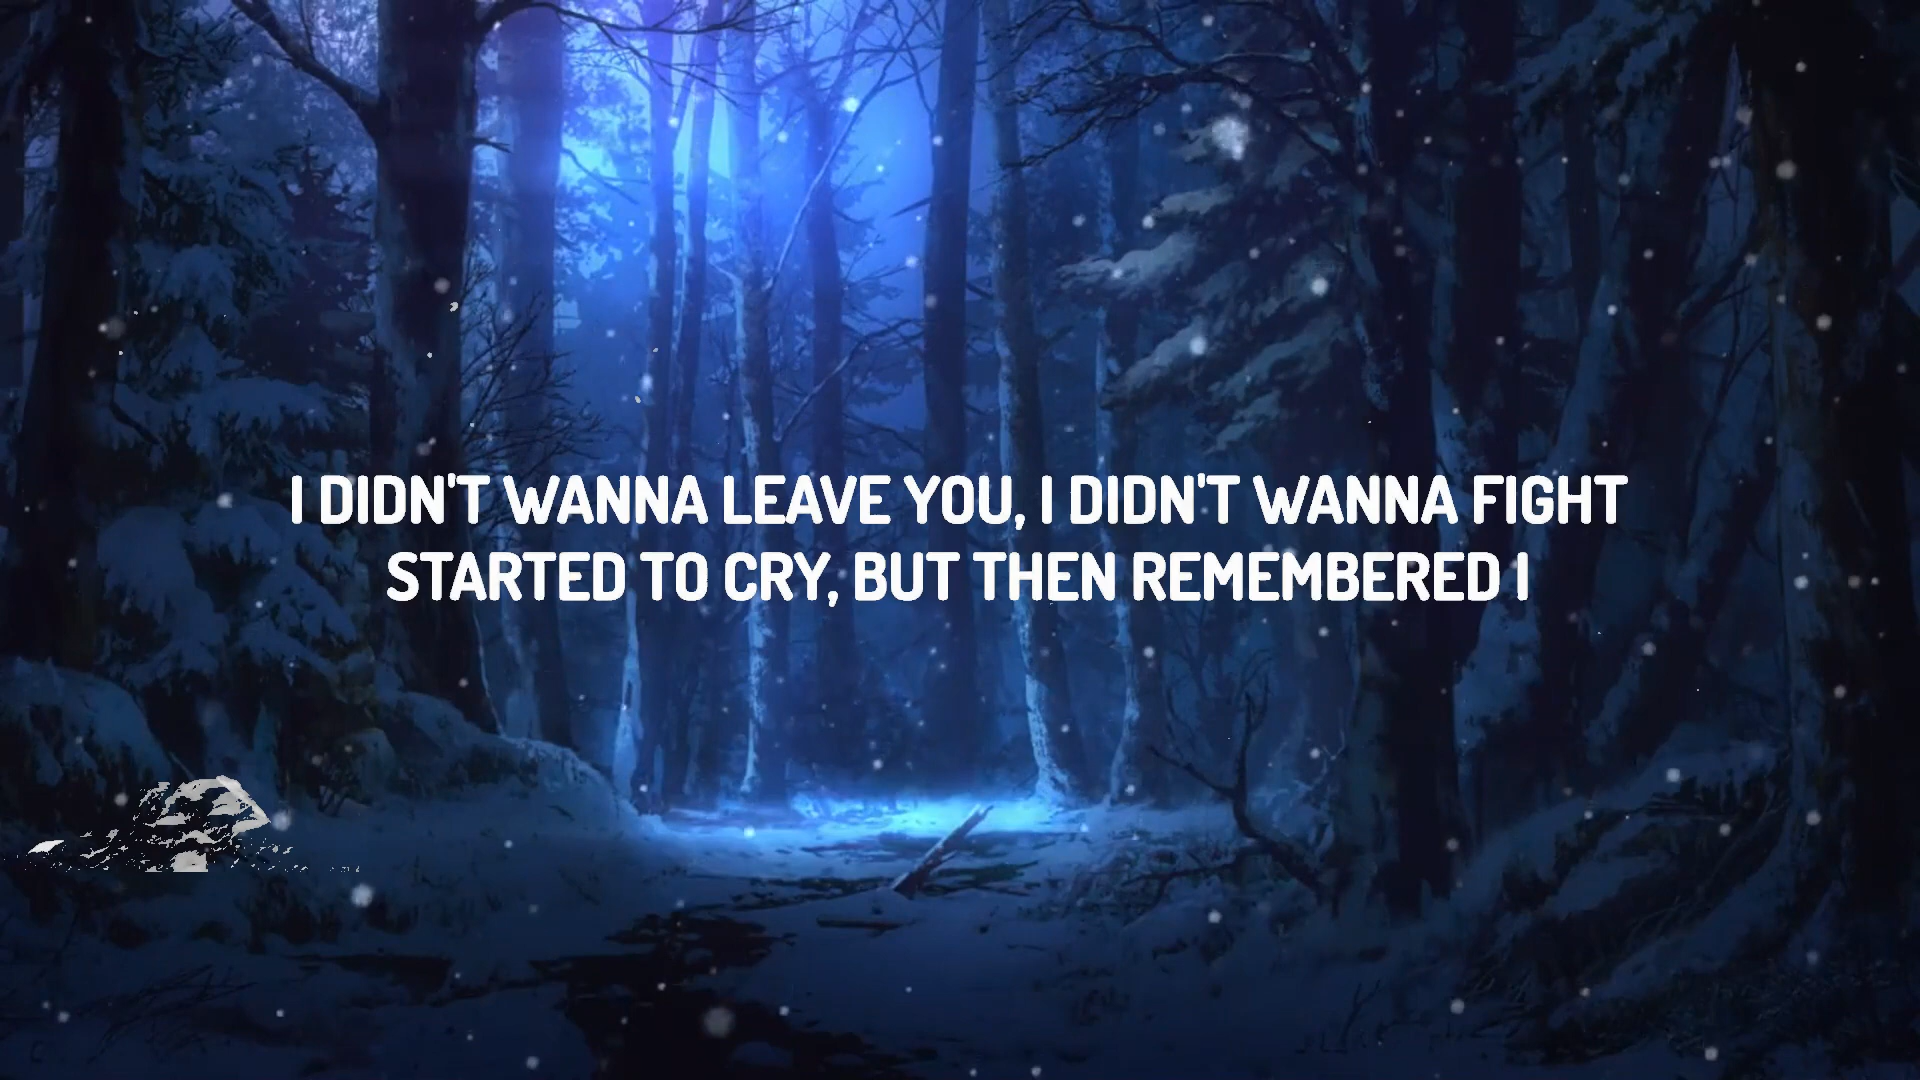 I DIDN'T WANNA LEAVE YOU, I DIDN'T WANNA FIGHT
STARTED TO CRY, BUT THEN REMEMBERED I